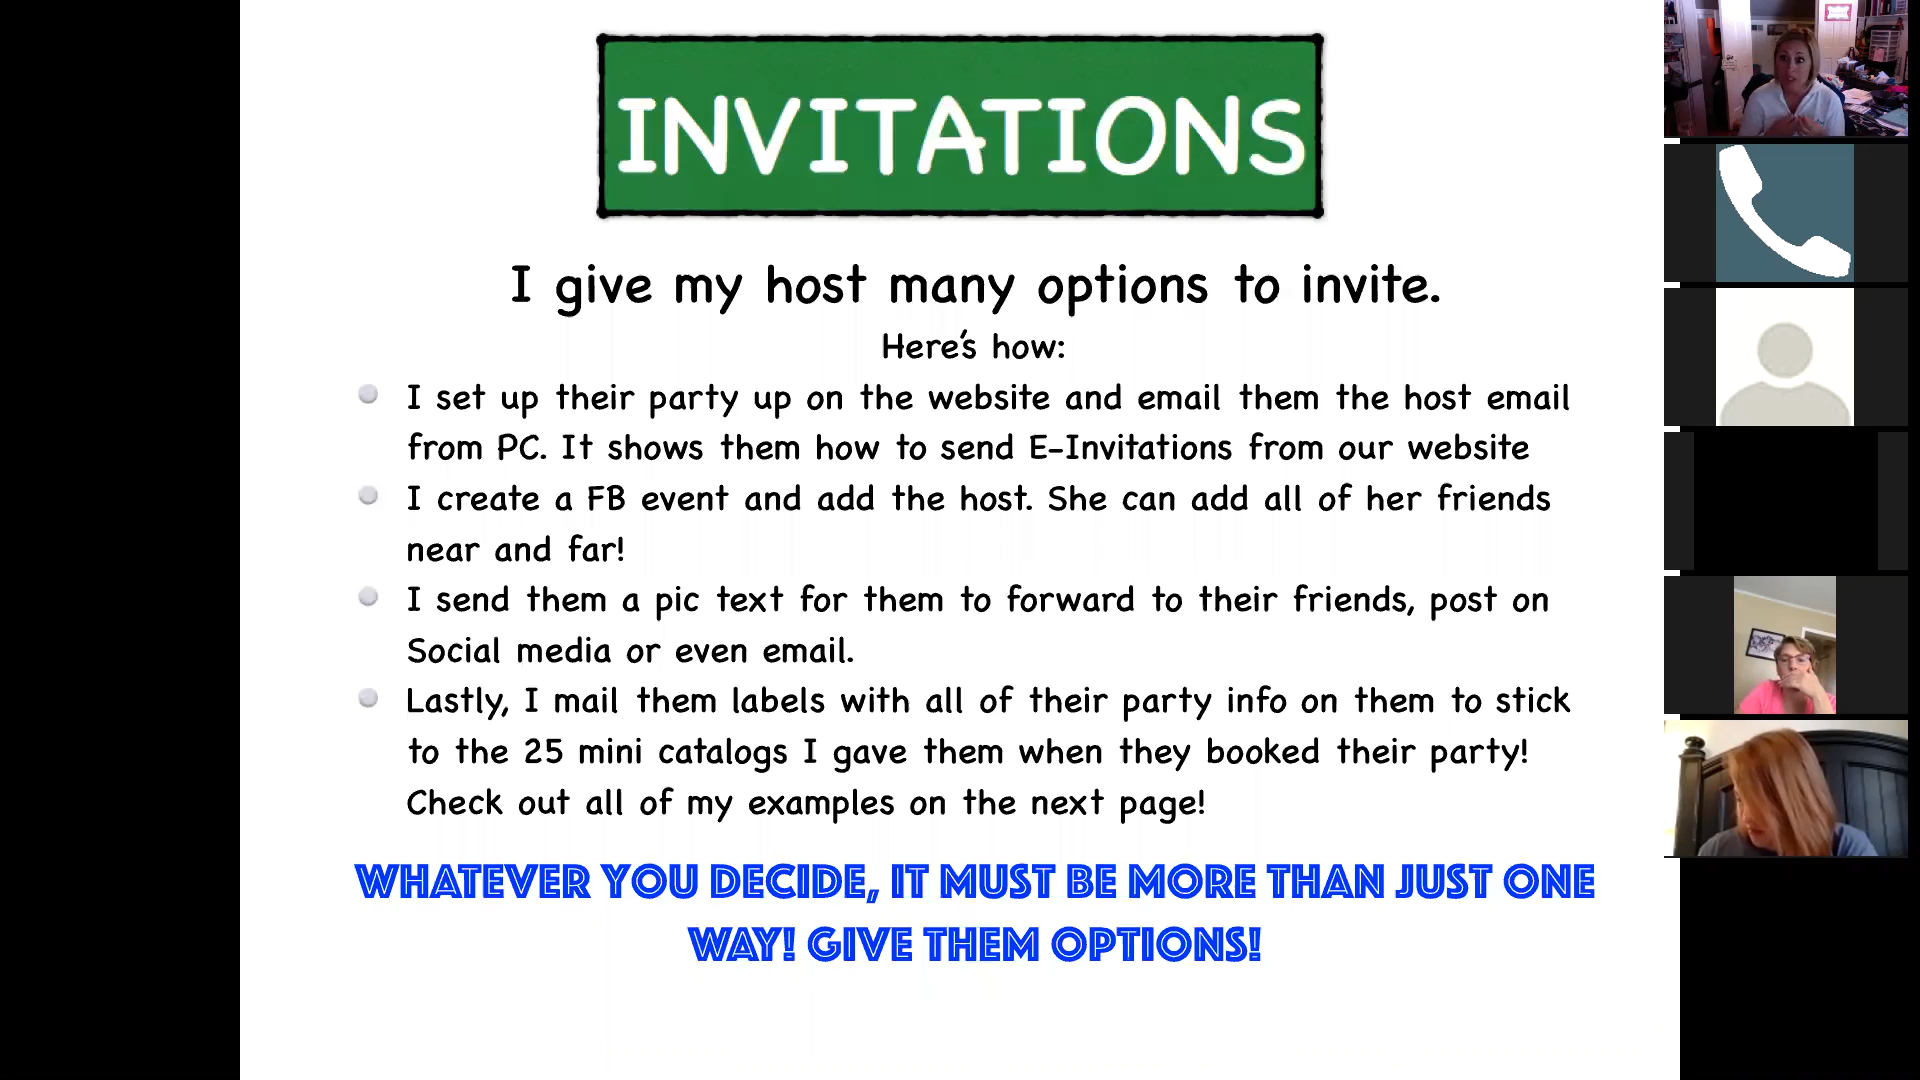 INVITATIONS
I give my host many options to invite.
Here's how:
I set up their party up on the website and email them the host email
from PC. It shows them how to send E-Invitations from our website
I create a FB event and add the host. She can add all of her friends
near and far!
I send them a pic text for them to forward to their friends, post on
Social media or even email.
Lastly, I mail them labels with all of their party info on them to stick
to the 25 mini catalogs I gave them when they booked their party!
Check out all of my examples on the next page!
WHATEVER YOU DECIDE, IT MUST BE MORE THAN JUST ONE
WAY! GIVE THEM OPTIONS!